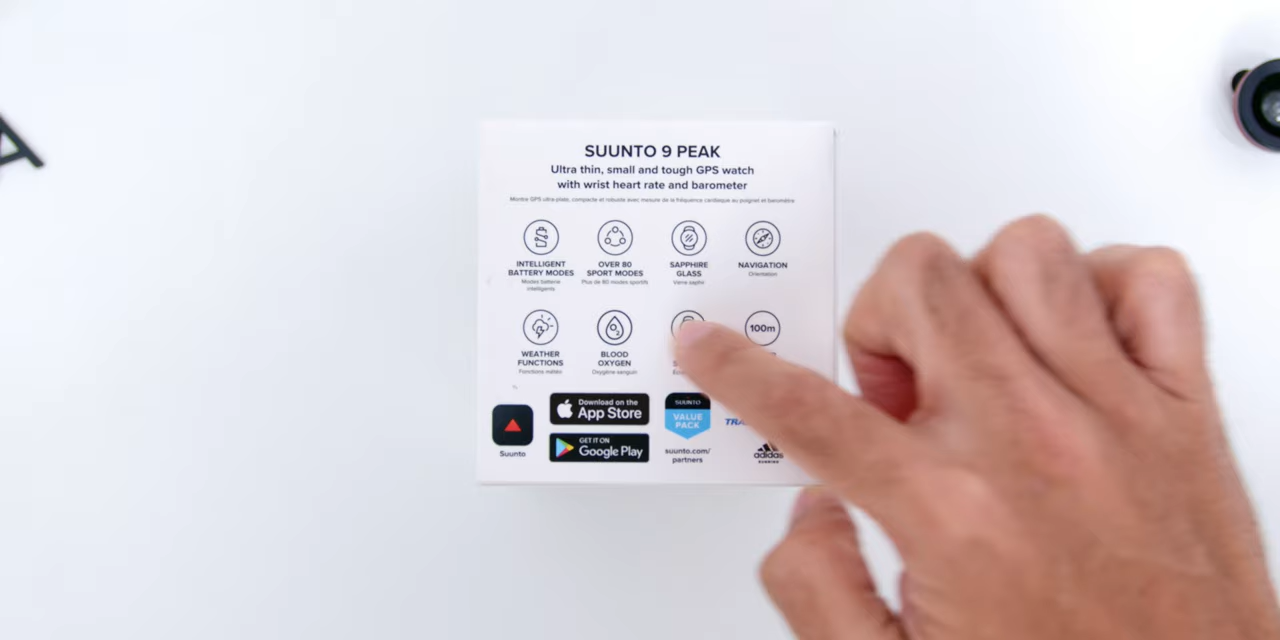 SUUNTO 9 PEAK
Ultra thin, small and tough GPS watch
with wrist heart rate and barometer
Montre GPS ultra-plate, compacte et robuste avec mesure de la fréquence cardiaque au poignet et baromètre
INTELLIGENT
BATTERY MODES
Modes batterie
intelligents
OVER 80
SPORT MODES
Plus de 80 modes sportifs
SAPPHIRE
GLASS
Verre saphir
NAVIGATION
Orientation
WEATHER
FUNCTIONS
Fonctions météo
BLOOD
OXYGEN
Oxygène sanguin
100m
Suunto
Download on the
App Store
GET IT ON
Google Play
SUUNTO
VALUE
PACK
suunto.com/
partners
adidas
RUNNING
A